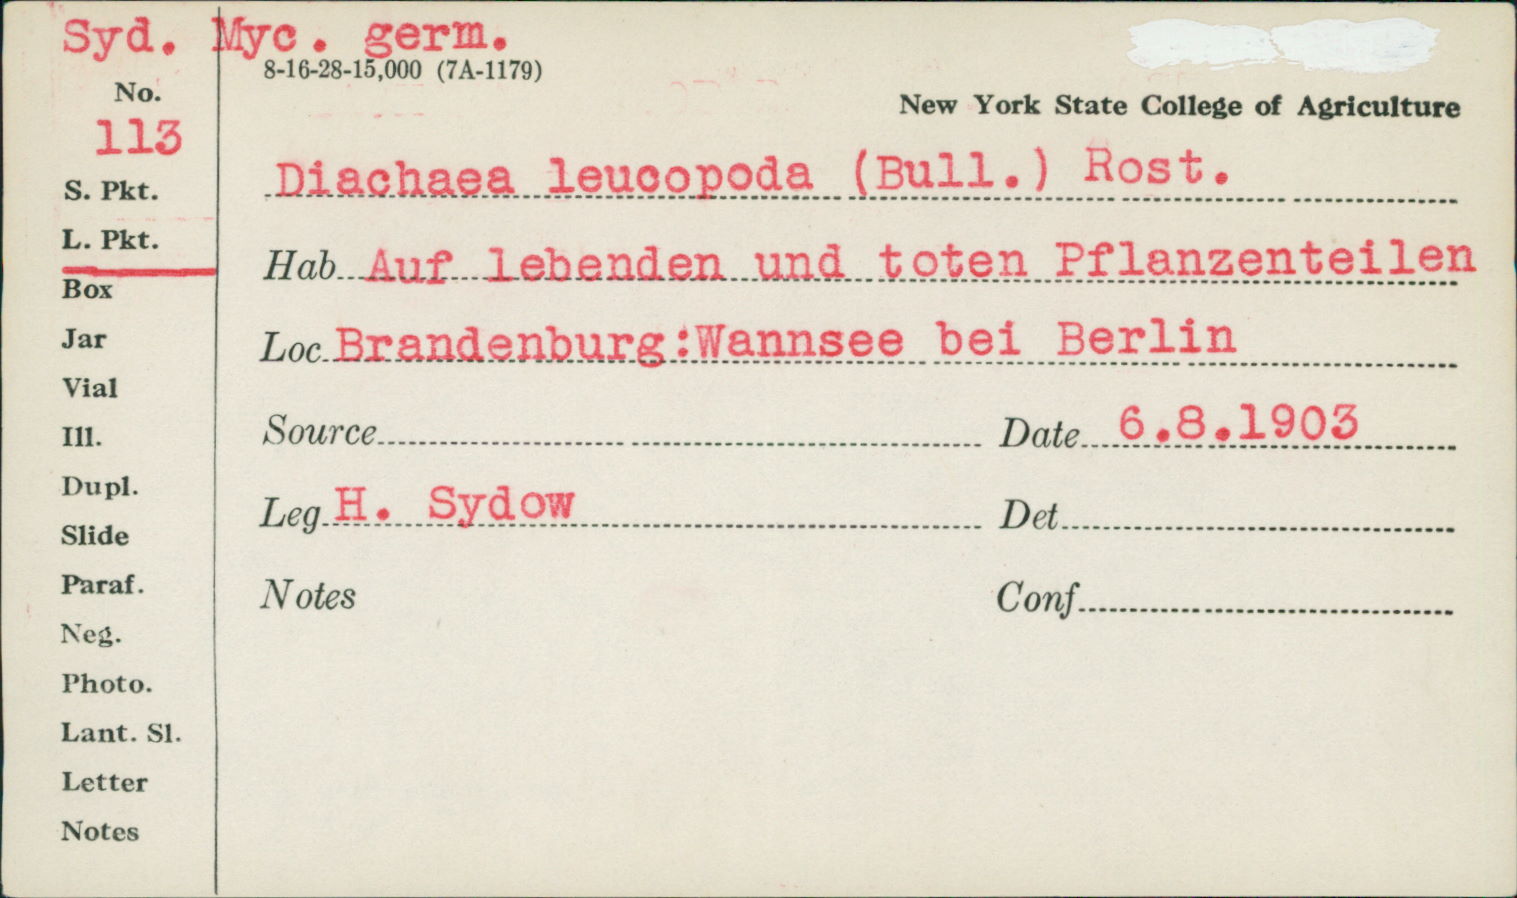 Syd. Myc. germ.
8-16-28-15,000 (7A-1179)
No.
113
New York State College of Agriculture
S. Pkt.
Diachaea leucopoda (Bull.) Rost.
L. Pkt.
Hab Auf lebenden und toten Pflanzenteilen
Box
Jar
Loc Brandenburg:Wannsee bei Berlin
Vial
Ill.
Source Date 6.8.1903
Dupl.
Leg H. Sydow Det
Slide
Paraf.
Notes Conf
Neg.
Photo.
Lant. Sl.
Letter
Notes